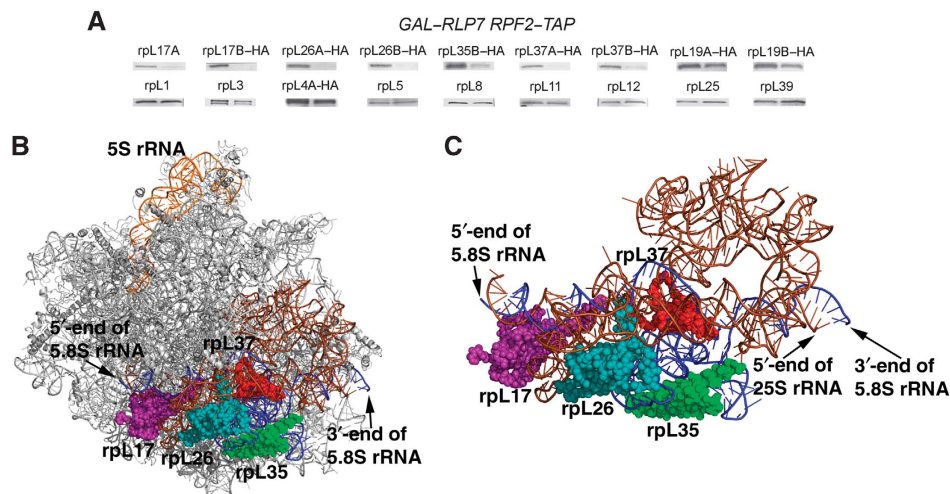 A
GAL–RLP7 RPF2–TAP
rpL17A rpL17B–HA rpL26A–HA rpL26B–HA rpL35B–HA rpL37A–HA rpL37B–HA rpL19A–HA rpL19B–HA
rpL1 rpL3 rpL4A-HA rpL5 rpL8 rpL11 rpL12 rpL25 rpL39
B
5S rRNA
5′-end of
5.8S rRNA
rpL37
rpL17
rpL26
rpL35
3′-end of
5.8S rRNA
C
5′-end of
5.8S rRNA
rpL37
rpL17
rpL26
rpL35
5′-end of
25S rRNA
3′-end of
5.8S rRNA